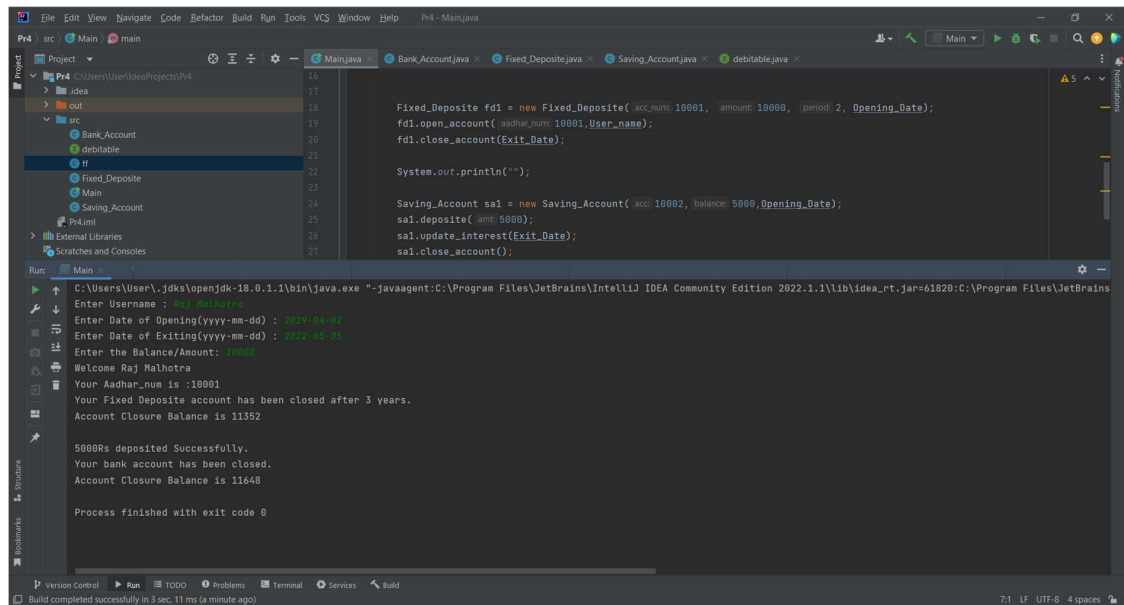 File Edit View Navigate Code Refactor Build Run Tools VCS Window Help Pr4 - Main.java
Pr4 src Main main
Main
Project
Main.java Bank_Account.java Fixed_Deposite.java Saving_Account.java debitable.java
Project
Notifications
Pr4 C:\Users\User\IdeaProjects\Pr4
.idea
out
src
Bank_Account
debitable
ff
Fixed_Deposite
Main
Saving_Account
Pr4.iml
External Libraries
Scratches and Consoles
5
16
17
18 Fixed_Deposite fd1 = new Fixed_Deposite( acc_num: 10001, amount: 10000, period: 2, Opening_Date);
19 fd1.open_account( aadhar_num: 10001,User_name);
20 fd1.close_account(Exit_Date);
21
22 System.out.println("");
23
24 Saving_Account sa1 = new Saving_Account( acc: 10002, balance: 5000,Opening_Date);
25 sa1.deposite( amt: 5000);
26 sa1.update_interest(Exit_Date);
27 sa1.close_account();
Run: Main
C:\Users\User\.jdks\openjdk-18.0.1.1\bin\java.exe "-javaagent:C:\Program Files\JetBrains\IntelliJ IDEA Community Edition 2022.1.1\lib\idea_rt.jar=61820:C:\Program Files\JetBrains
Enter Username : Raj Malhotra
Enter Date of Opening(yyyy-mm-dd) : 2019-04-01
Enter Date of Exiting(yyyy-mm-dd) : 2022-05-05
Enter the Balance/Amount: 10000
Welcome Raj Malhotra
Your Aadhar_num is :10001
Your Fixed Deposite account has been closed after 3 years.
Account Closure Balance is 11352
5000Rs deposited Successfully.
Your bank account has been closed.
Account Closure Balance is 11648
Process finished with exit code 0
Structure
Bookmarks
Version Control Run TODO Problems Terminal Services Build
Build completed successfully in 3 sec, 11 ms (a minute ago)
7:1 LF UTF-8 4 spaces